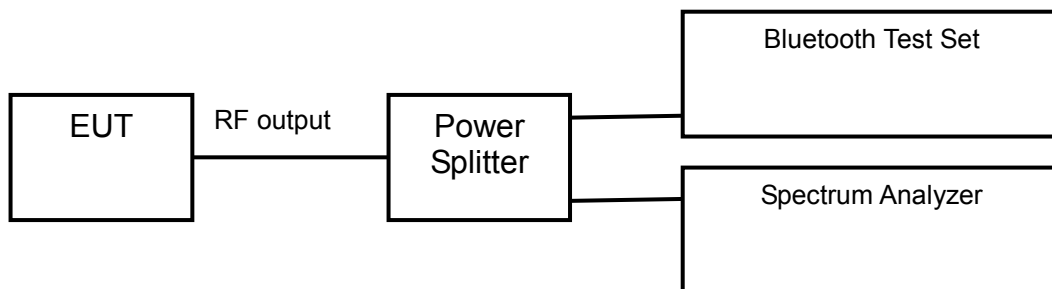 EUT
RF output
Power
Splitter
Bluetooth Test Set
Spectrum Analyzer